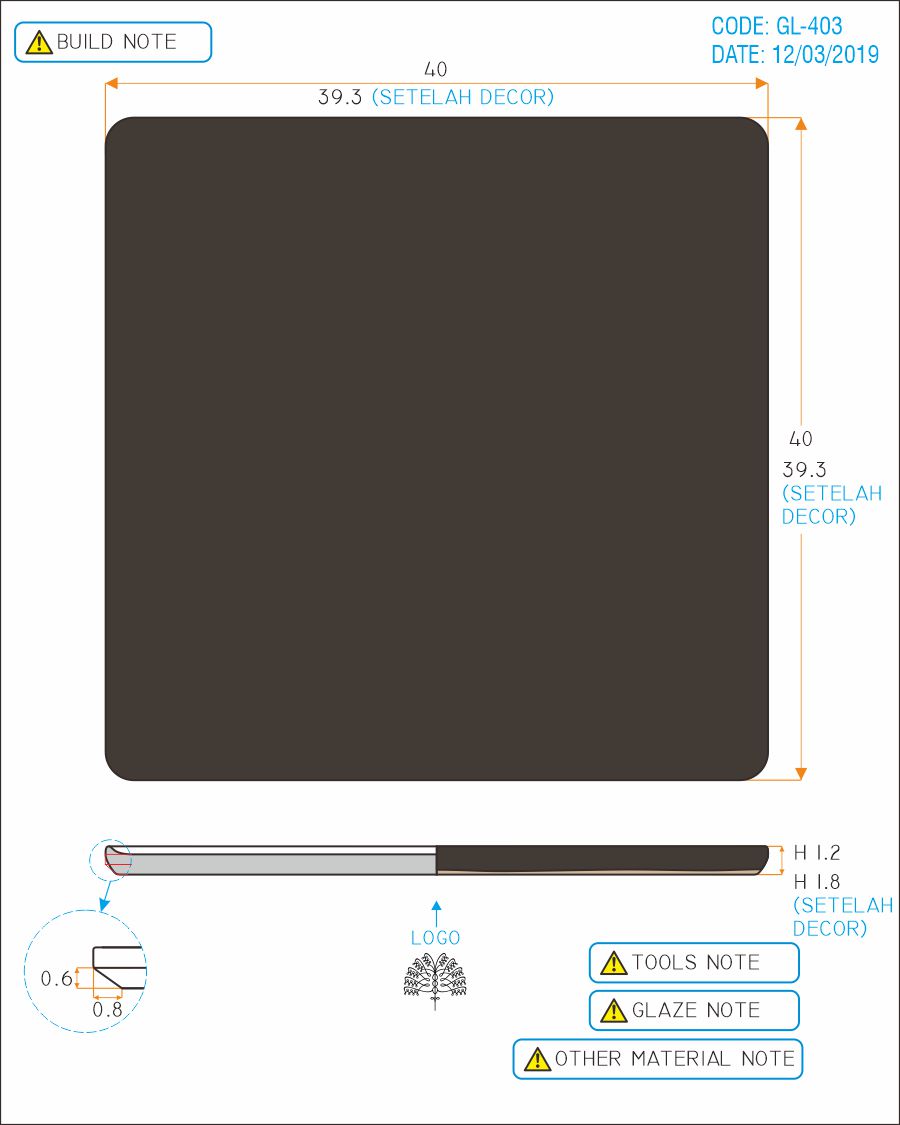 BUILD NOTE
CODE: GL-403
DATE: 12/03/2019
40
39.3 (SETELAH DECOR)
40
39.3
(SETELAH
DECOR)
H 1.2
H 1.8
(SETELAH
DECOR)
LOGO
0.6
0.8
TOOLS NOTE
GLAZE NOTE
OTHER MATERIAL NOTE